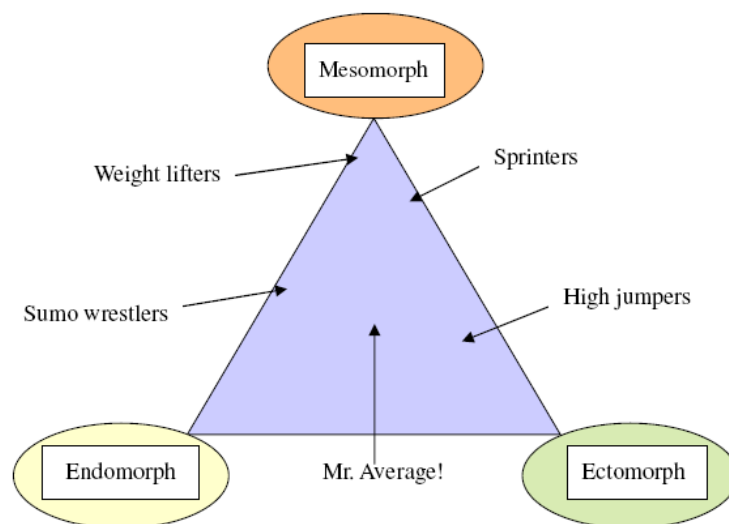 Mesomorph
Weight lifters
Sprinters
Sumo wrestlers
High jumpers
Endomorph
Mr. Average!
Ectomorph